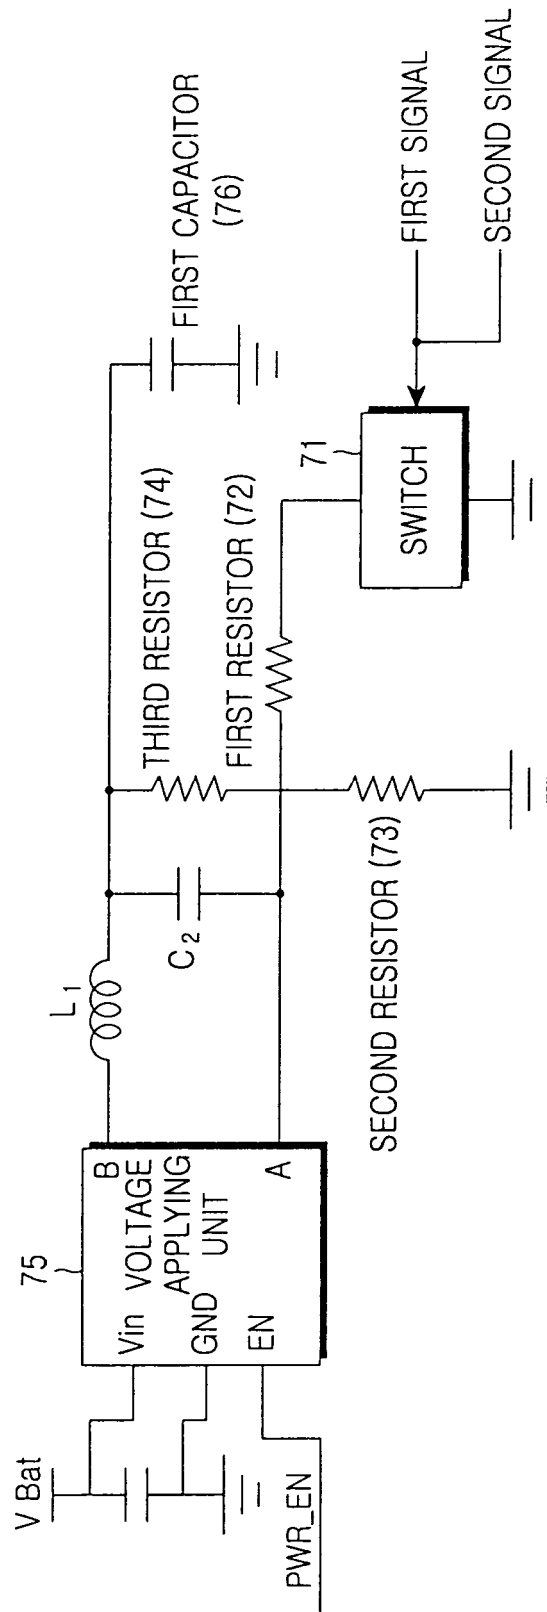 V Bat
PWR_EN
75
Vin
GND
EN
B
VOLTAGE
APPLYING
UNIT
A
L1
C2
THIRD RESISTOR (74)
FIRST RESISTOR (72)
SECOND RESISTOR (73)
FIRST CAPACITOR
(76)
71
SWITCH
FIRST SIGNAL
SECOND SIGNAL